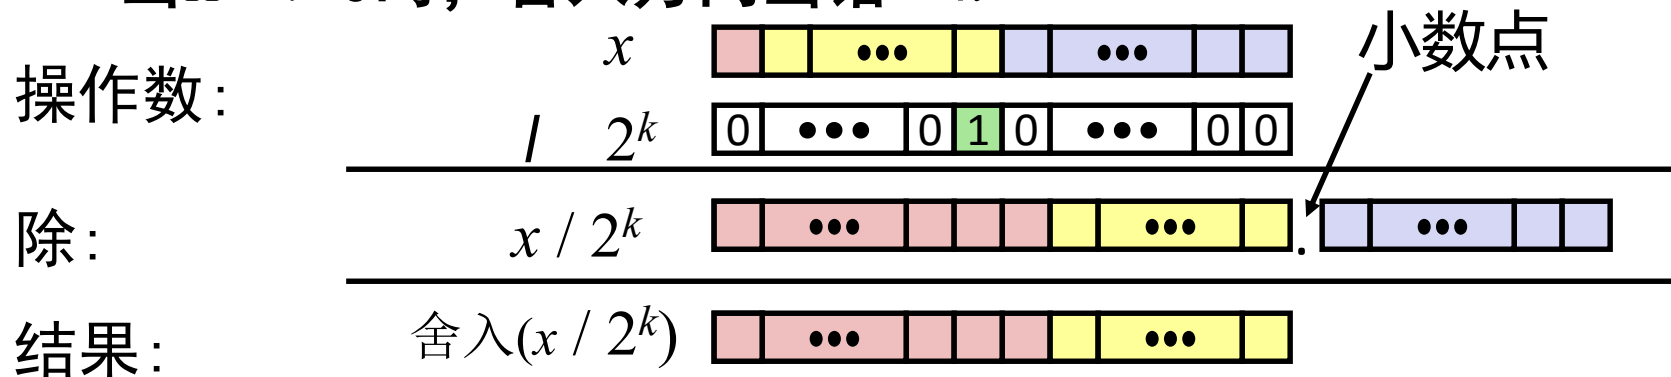 x
小数点
操作数:
/ 2^k
0 ••• 0 1 0 ••• 0 0
除:
x / 2^k
.
结果:
舍入(x / 2^k)